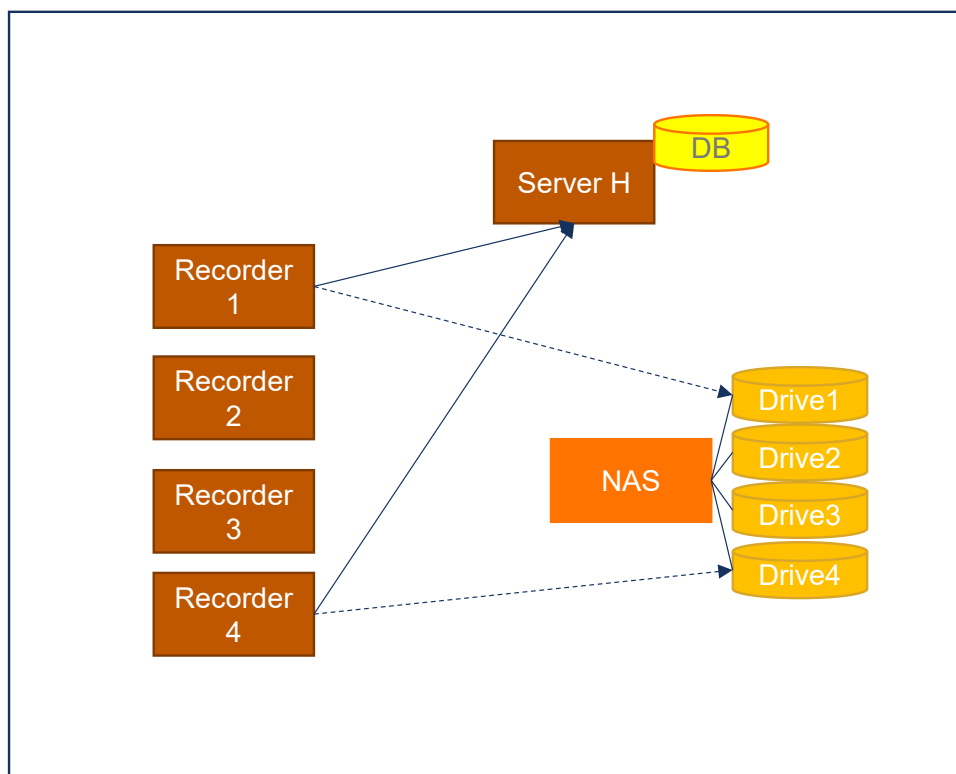 DB
Server H
Recorder
1
Recorder
2
Recorder
3
Recorder
4
NAS
Drive1
Drive2
Drive3
Drive4